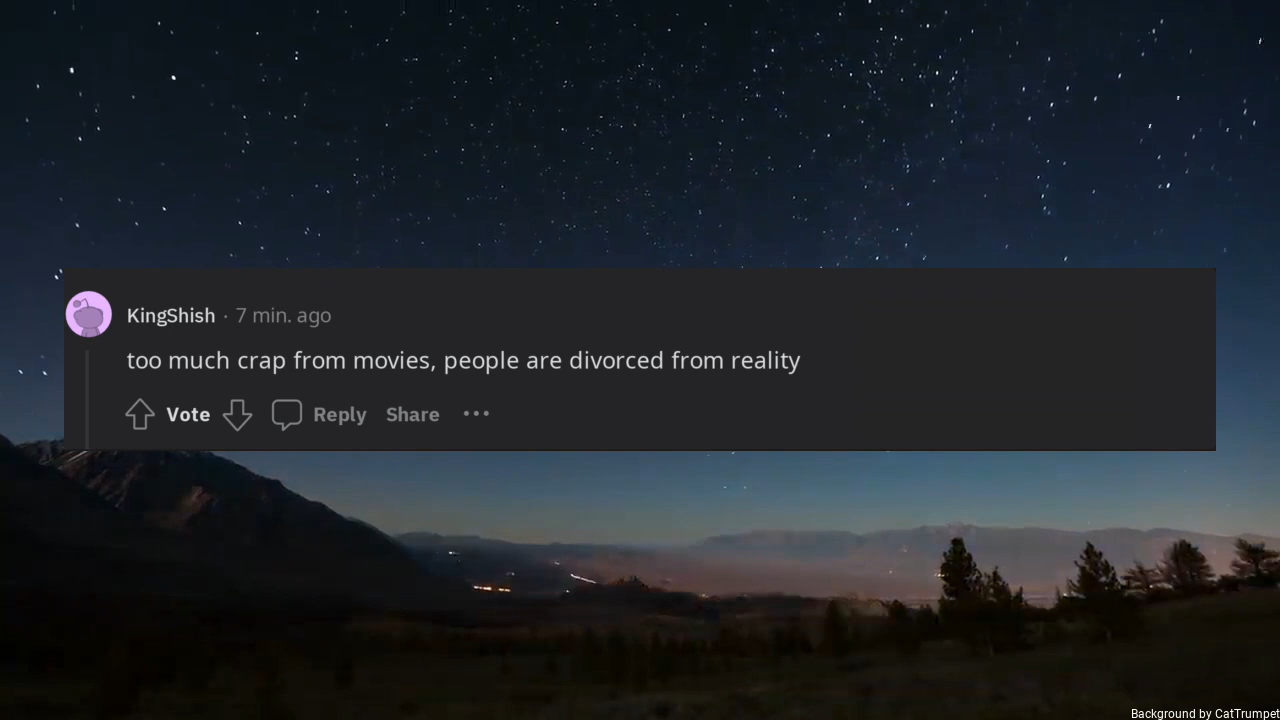 KingShish · 7 min. ago
too much crap from movies, people are divorced from reality
Vote Reply Share •••
Background by CatTrumpet